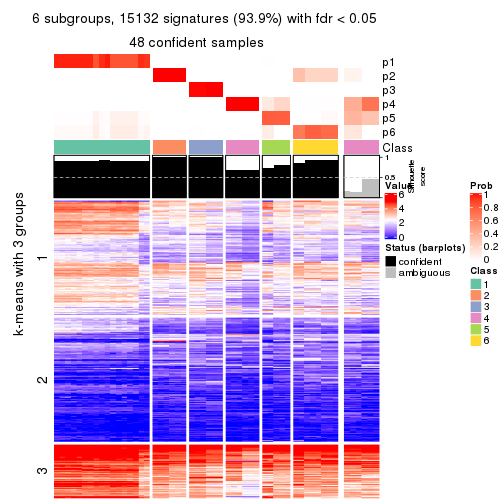 6 subgroups, 15132 signatures (93.9%) with fdr < 0.05
48 confident samples
p1
p2
p3
p4
p5
p6
Class
1
0.5
0
Silhouette
score
k-means with 3 groups
1
2
3
Value
6
4
2
0
Status (barplots)
confident
ambiguous
Prob
1
0.8
0.6
0.4
0.2
0
Class
1
2
3
4
5
6